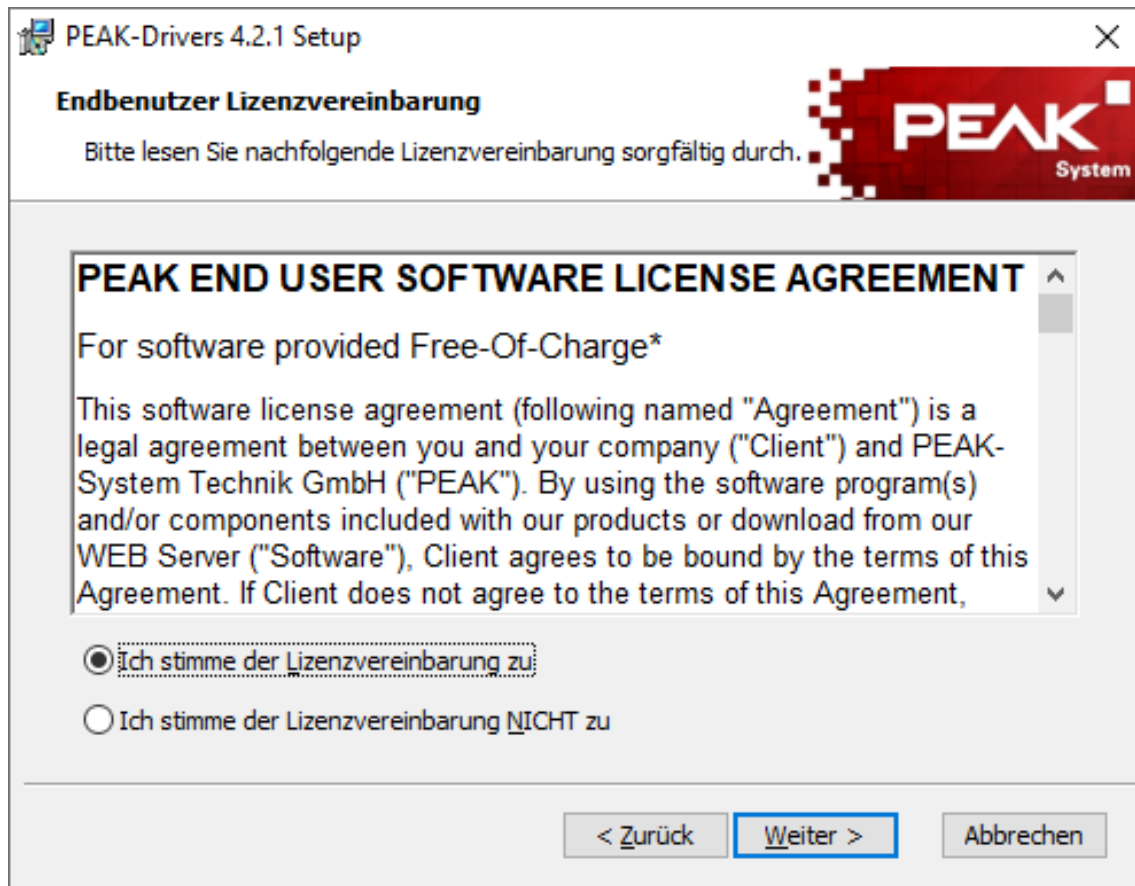 PEAK-Drivers 4.2.1 Setup
Endbenutzer Lizenzvereinbarung
Bitte lesen Sie nachfolgende Lizenzvereinbarung sorgfältig durch.
PEAK
System
PEAK END USER SOFTWARE LICENSE AGREEMENT
For software provided Free-Of-Charge*
This software license agreement (following named "Agreement") is a
legal agreement between you and your company ("Client") and PEAK-
System Technik GmbH ("PEAK"). By using the software program(s)
and/or components included with our products or download from our
WEB Server ("Software"), Client agrees to be bound by the terms of this
Agreement. If Client does not agree to the terms of this Agreement,
Ich stimme der Lizenzvereinbarung zu
Ich stimme der Lizenzvereinbarung NICHT zu
< Zurück Weiter > Abbrechen